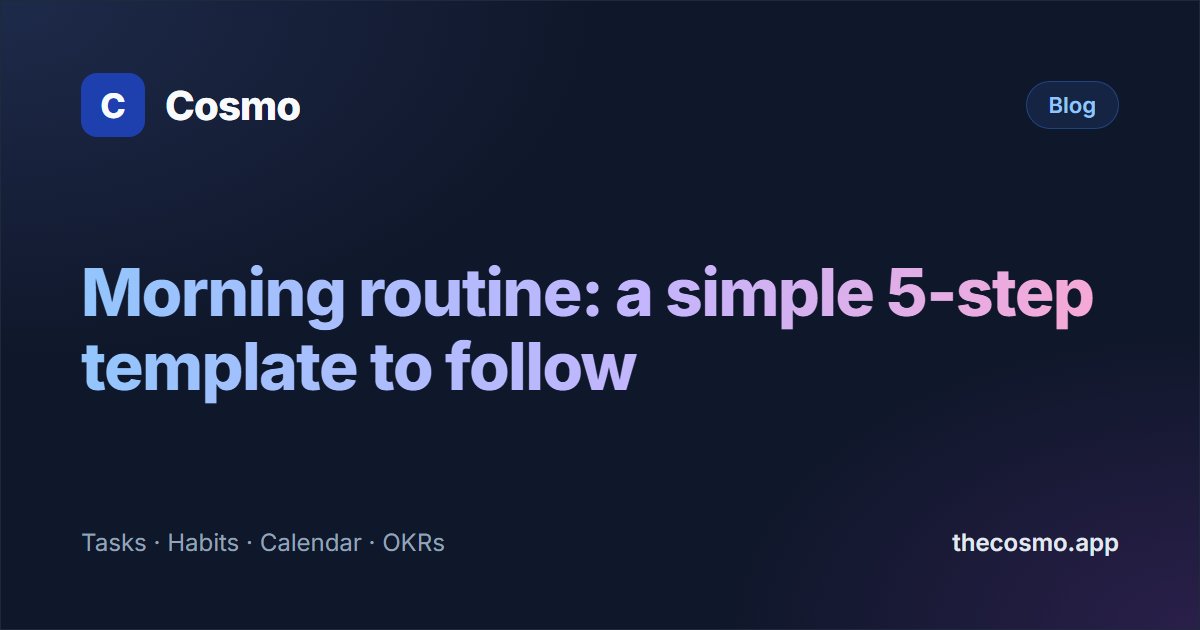 C
Cosmo
Blog
Morning routine: a simple 5-step
template to follow
Tasks · Habits · Calendar · OKRs
thecosmo.app